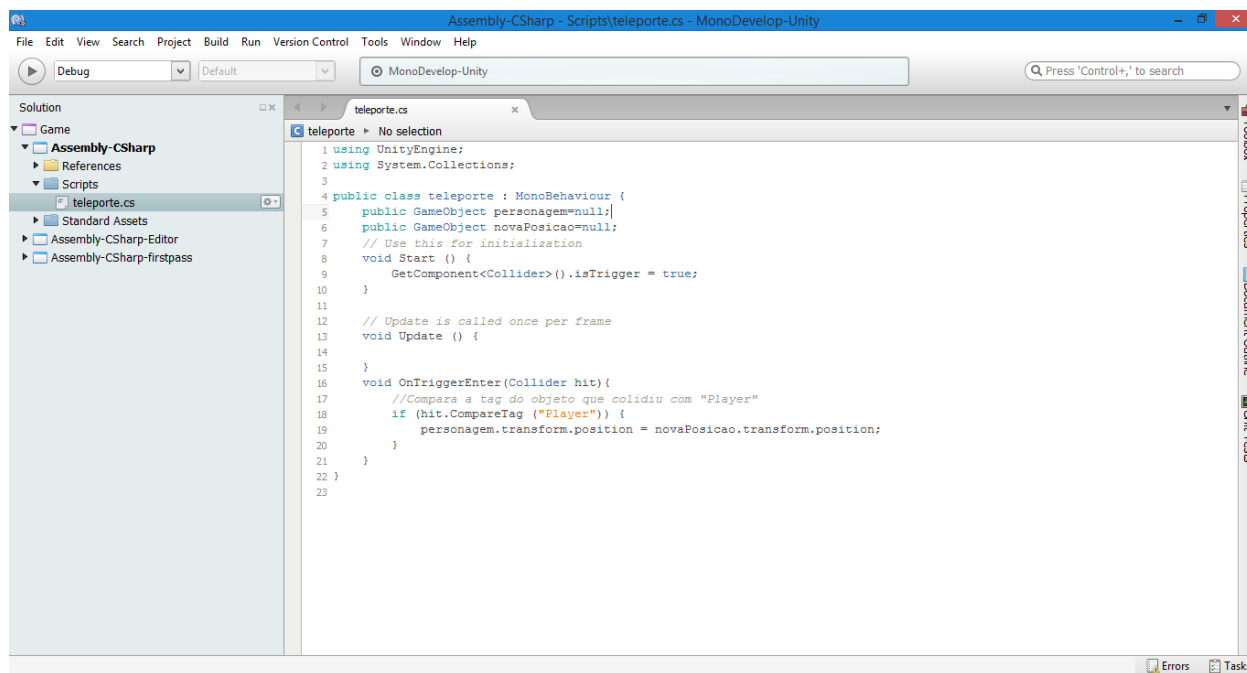 Assembly-CSharp - Scripts\teleporte.cs - MonoDevelop-Unity
File Edit View Search Project Build Run Version Control Tools Window Help
Debug Default MonoDevelop-Unity Press 'Control+,' to search
Solution
Game
Assembly-CSharp
References
Scripts
teleporte.cs
Standard Assets
Assembly-CSharp-Editor
Assembly-CSharp-firstpass
teleporte.cs
teleporte No selection
1 using UnityEngine;
2 using System.Collections;
3
4 public class teleporte : MonoBehaviour {
5 public GameObject personagem=null;
6 public GameObject novaPosicao=null;
7 // Use this for initialization
8 void Start () {
9 GetComponent<Collider>().isTrigger = true;
10 }
11
12 // Update is called once per frame
13 void Update () {
14
15 }
16 void OnTriggerEnter(Collider hit){
17 //Compara a tag do objeto que colidiu com "Player"
18 if (hit.CompareTag ("Player")) {
19 personagem.transform.position = novaPosicao.transform.position;
20 }
21 }
22 }
23
Errors Task